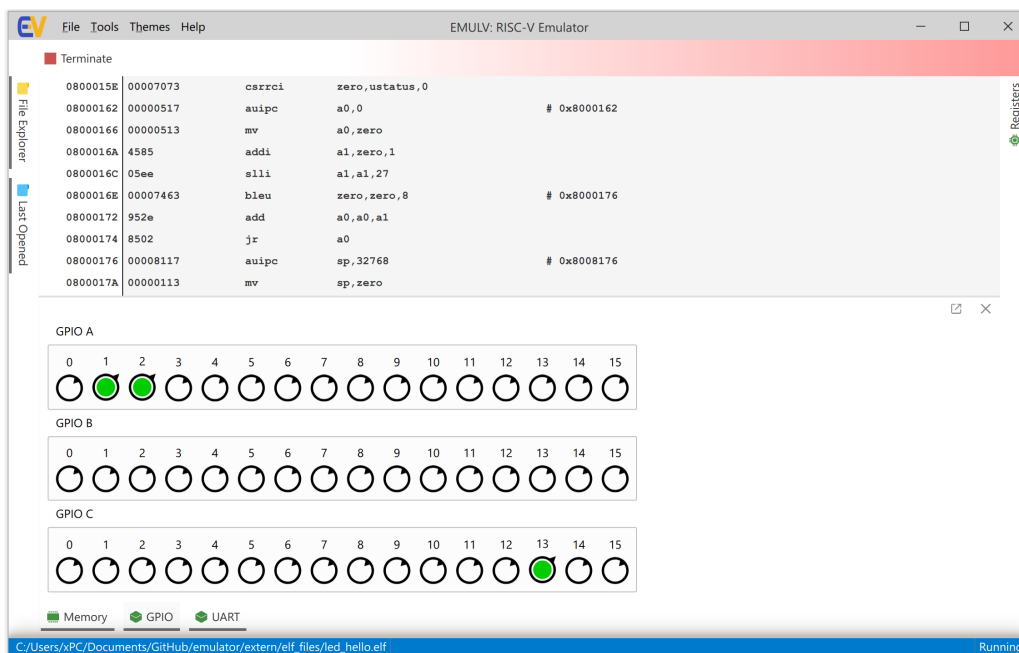 EV File Tools Themes Help EMULV: RISC-V Emulator
Terminate
File Explorer
Last Opened
Registers
0800015E 00007073 csrrci zero,ustatus,0
08000162 00000517 auipc a0,0 # 0x8000162
08000166 00000513 mv a0,zero
0800016A 4585 addi a1,zero,1
0800016C 05ee slli a1,a1,27
0800016E 00007463 bleu zero,zero,8 # 0x8000176
08000172 952e add a0,a0,a1
08000174 8502 jr a0
08000176 00008117 auipc sp,32768 # 0x8008176
0800017A 00000113 mv sp,zero
GPIO A
0 1 2 3 4 5 6 7 8 9 10 11 12 13 14 15
GPIO B
0 1 2 3 4 5 6 7 8 9 10 11 12 13 14 15
GPIO C
0 1 2 3 4 5 6 7 8 9 10 11 12 13 14 15
Memory GPIO UART
C:/Users/xPC/Documents/GitHub/emulator/extern/elf_files/led_hello.elf Running